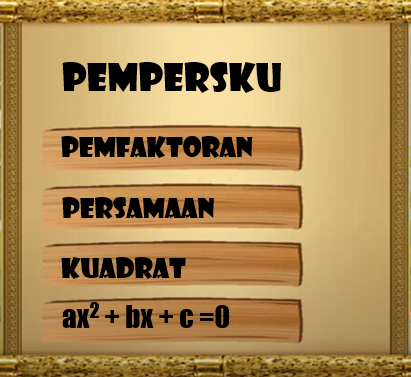 PEMPERSKU
PEMFAKTORAN
PERSAMAAN
KUADRAT
ax² + bx + c =0